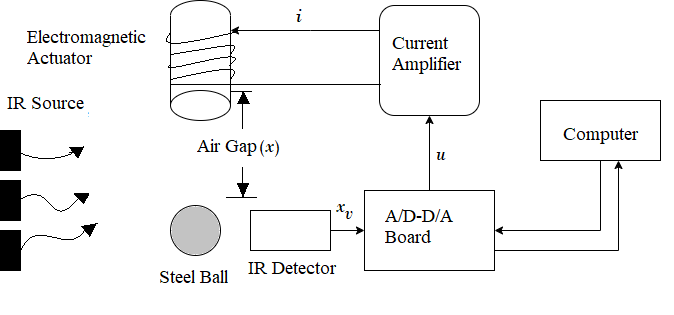 Electromagnetic
Actuator
i
Current
Amplifier
IR Source
Computer
Air Gap (x)
u
x_v
A/D-D/A
Board
Steel Ball
IR Detector